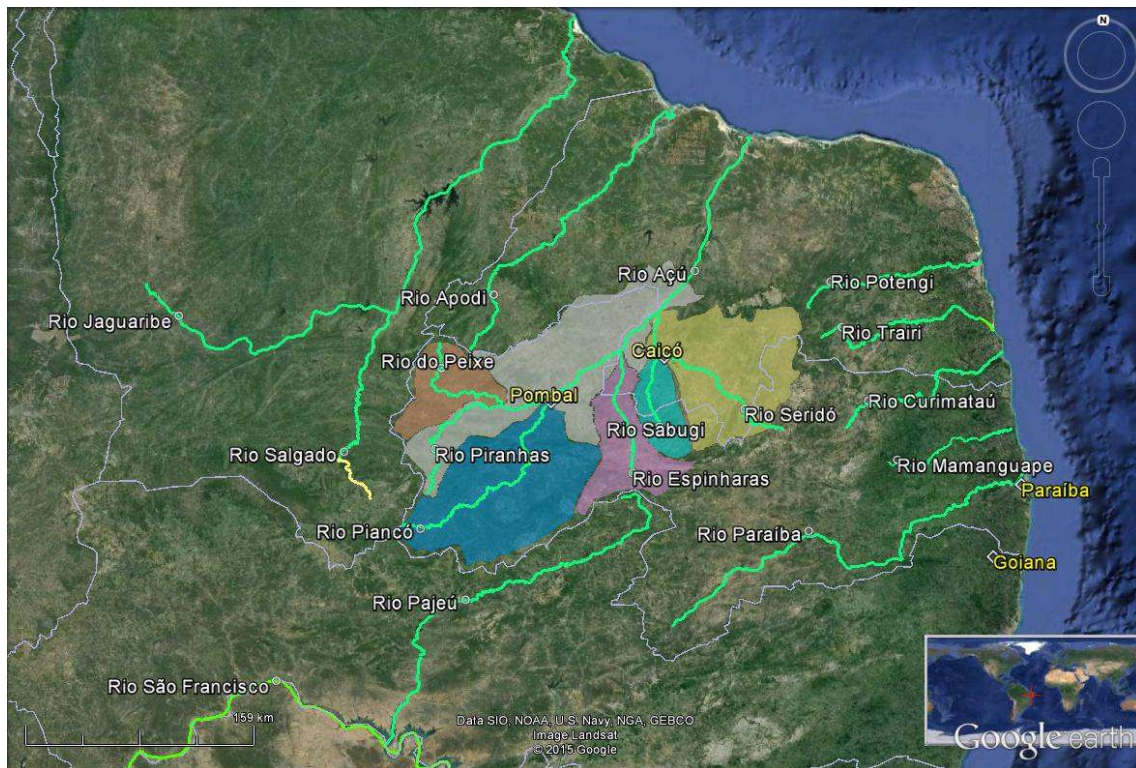 N
Rio Açú
Rio Potengi
Rio Apodi
Rio Jaguaribe
Rio Trairi
Caicó
Rio do Peixe
Pombal
Rio Curimataú
Rio Seridó
Rio Sabugi
Rio Salgado
Rio Piranhas
Rio Mamanguape
Rio Espinharas
Paraíba
Rio Piancó
Rio Paraíba
Goiana
Rio Pajeú
Rio São Francisco
159 km
Data SIO, NOAA, U.S. Navy, NGA, GEBCO
Image Landsat
© 2015 Google
Google earth